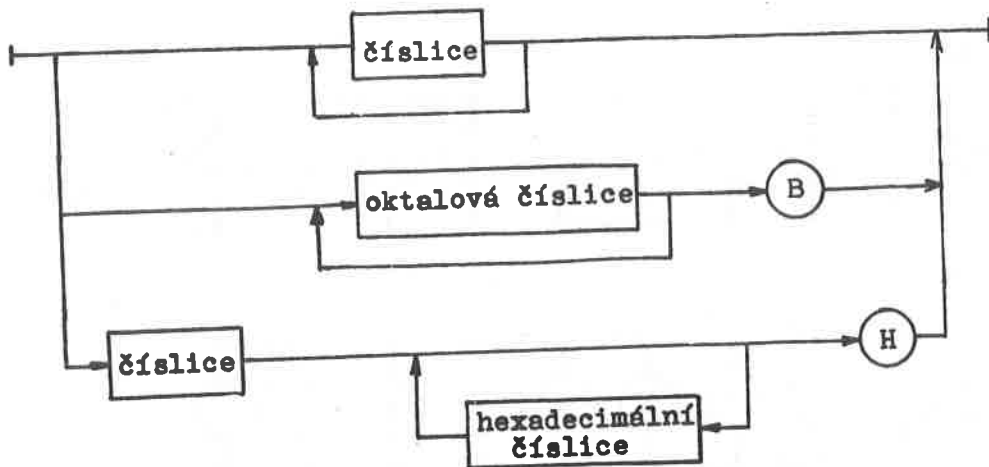 číslice
oktalová číslice
B
číslice
H
hexadecimální
číslice